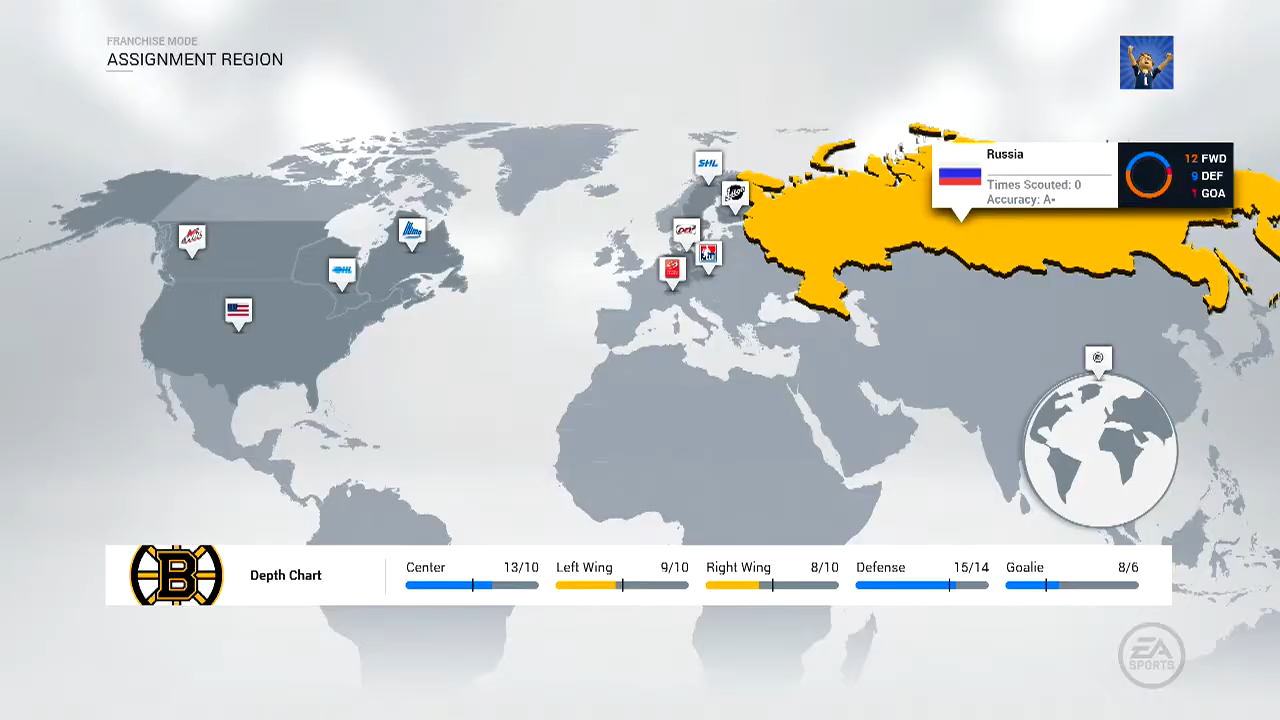 FRANCHISE MODE
ASSIGNMENT REGION
Russia
Times Scouted: 0
Accuracy: A-
12 FWD
9 DEF
1 GOA
SHL
OHL
B
Depth Chart
Center 13/10
Left Wing 9/10
Right Wing 8/10
Defense 15/14
Goalie 8/6
EA
SPORTS